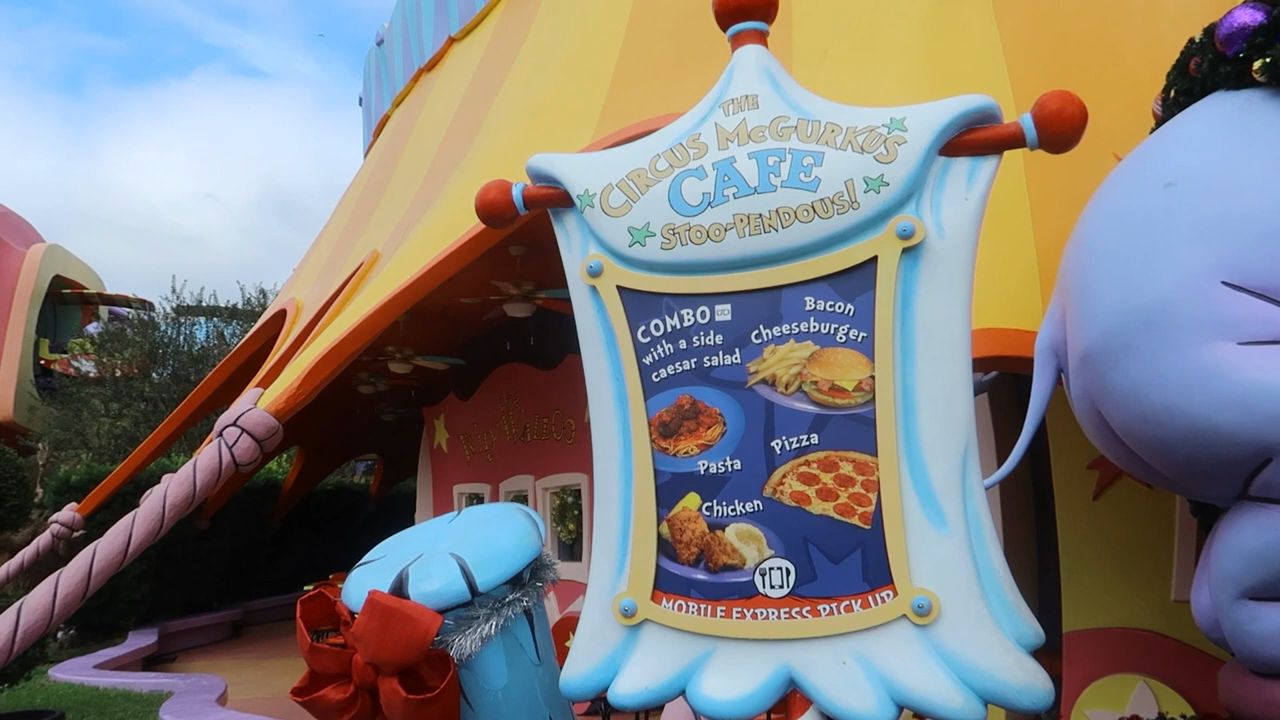 THE
CIRCUS McGURKUS
CAFE
STOO-PENDOUS!
COMBO
with a side
caesar salad
Bacon
Cheeseburger
Pasta
Pizza
Chicken
MOBILE EXPRESS PICK UP